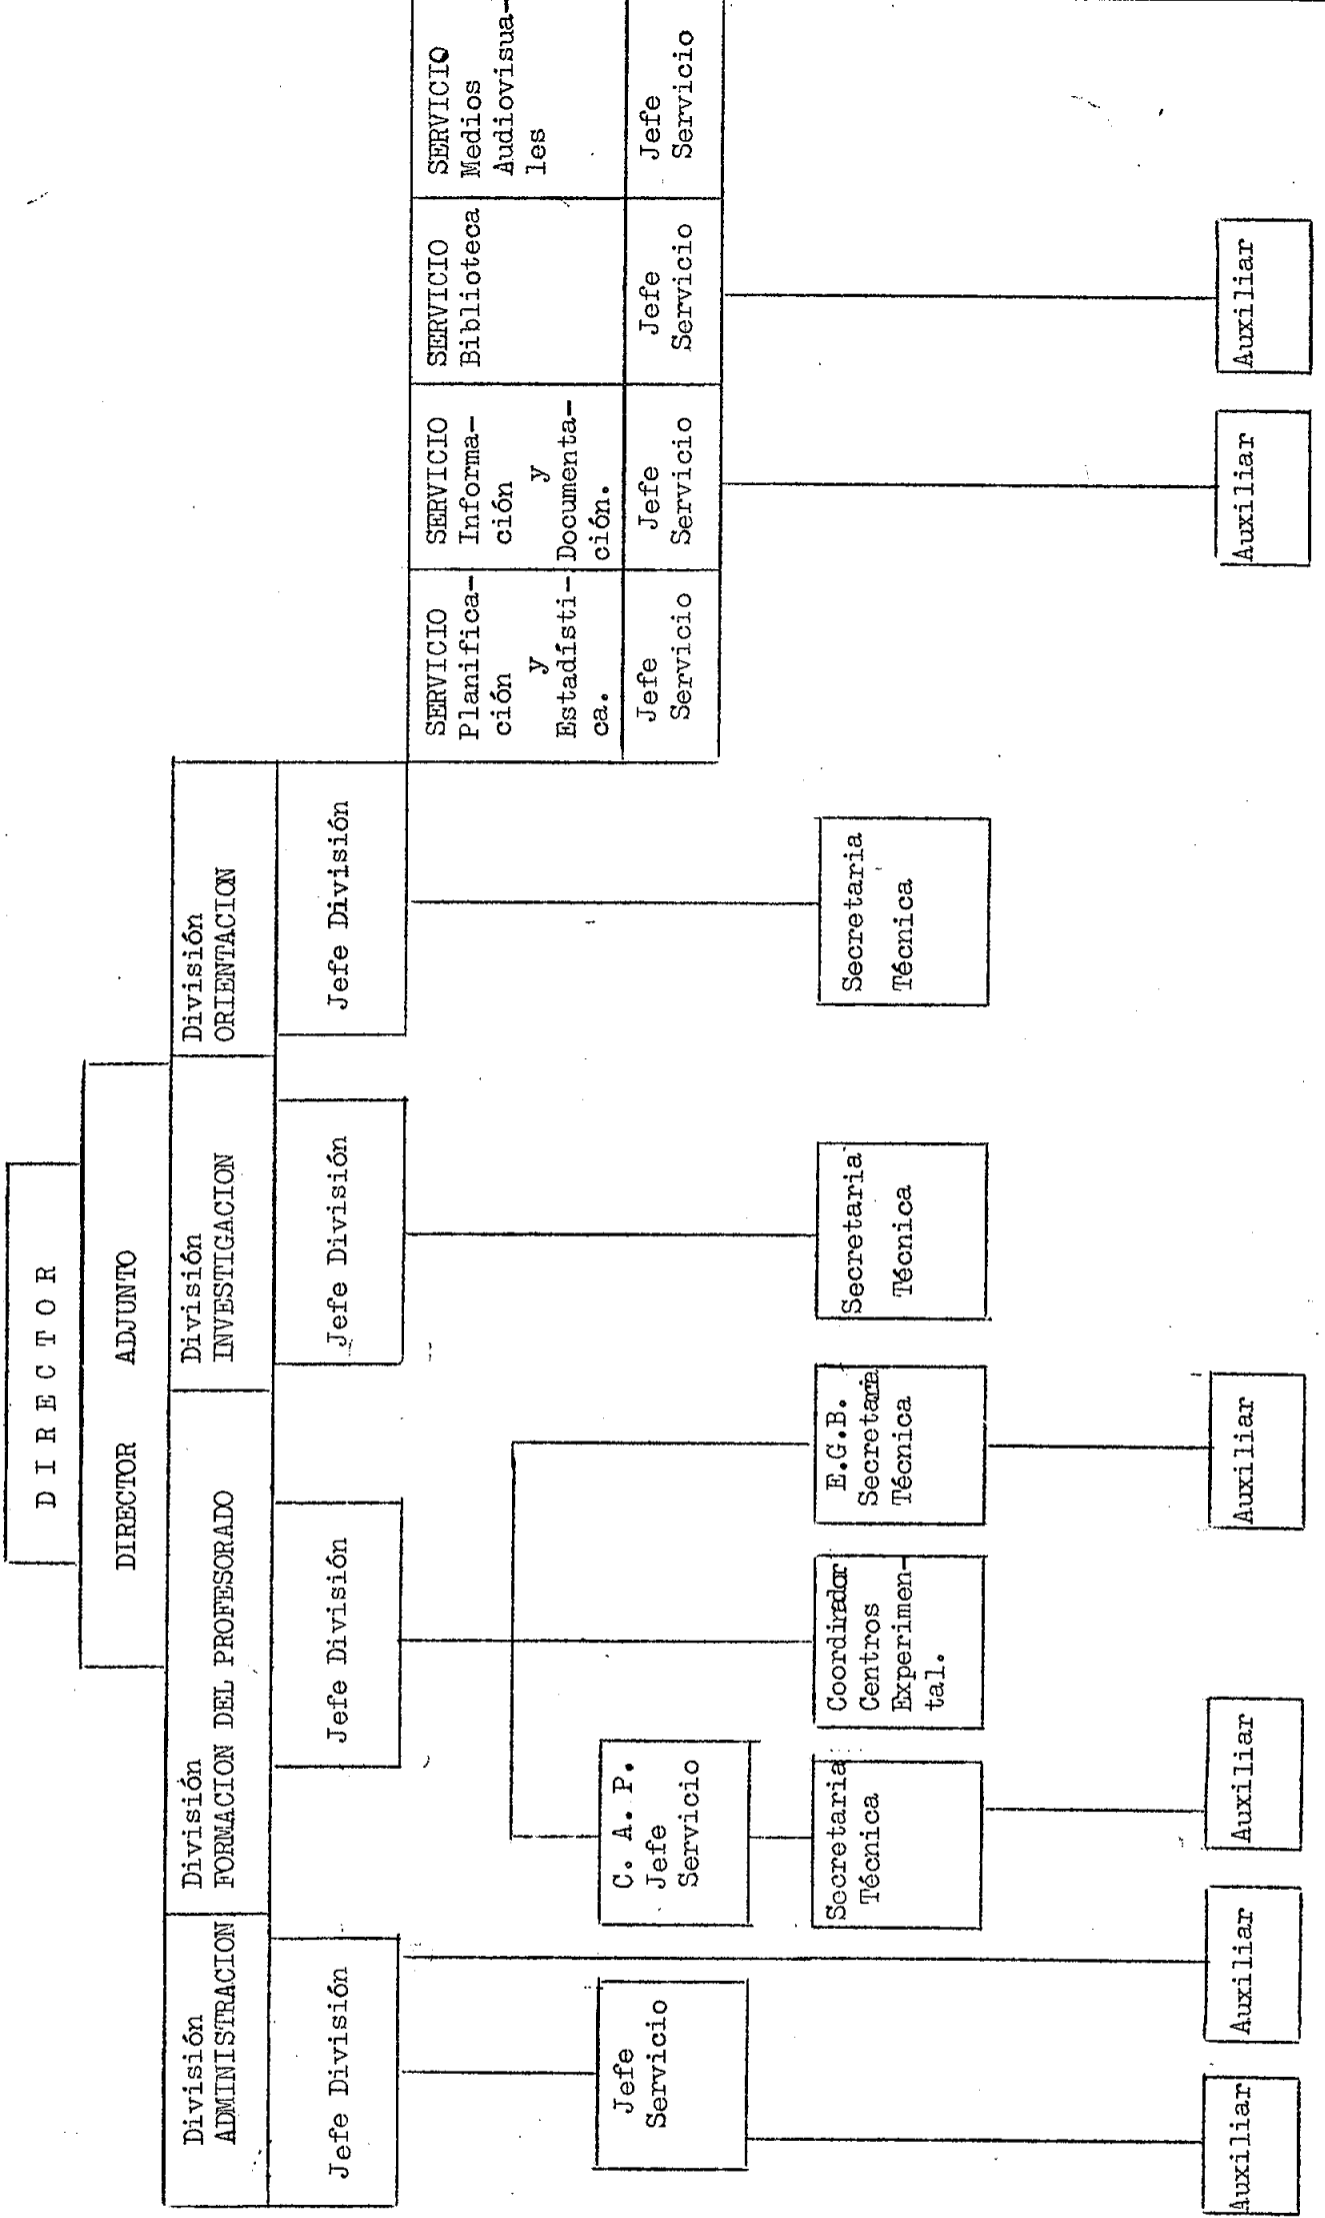 D I R E C T O R
DIRECTOR ADJUNTO
División
ADMINISTRACION
División
FORMACION DEL PROFESORADO
División
INVESTIGACION
División
ORIENTACION
Jefe División
Jefe División
Jefe División
Jefe División
SERVICIO
Planifica-
ción
y
Estadísti-
ca.
SERVICIO
Informa-
ción
y
Documenta-
ción.
SERVICIO
Biblioteca
SERVICIO
Medios
Audiovisua-
les
Jefe
Servicio
Jefe
Servicio
Jefe
Servicio
Jefe
Servicio
Jefe
Servicio
C. A. P.
Jefe
Servicio
Secretaria
Técnica
Coordinador
Centros
Experimen-
tal.
E.G.B.
Secretaria
Técnica
Secretaria
Técnica
Secretaria
Técnica
Auxiliar
Auxiliar
Auxiliar
Auxiliar
Auxiliar
Auxiliar